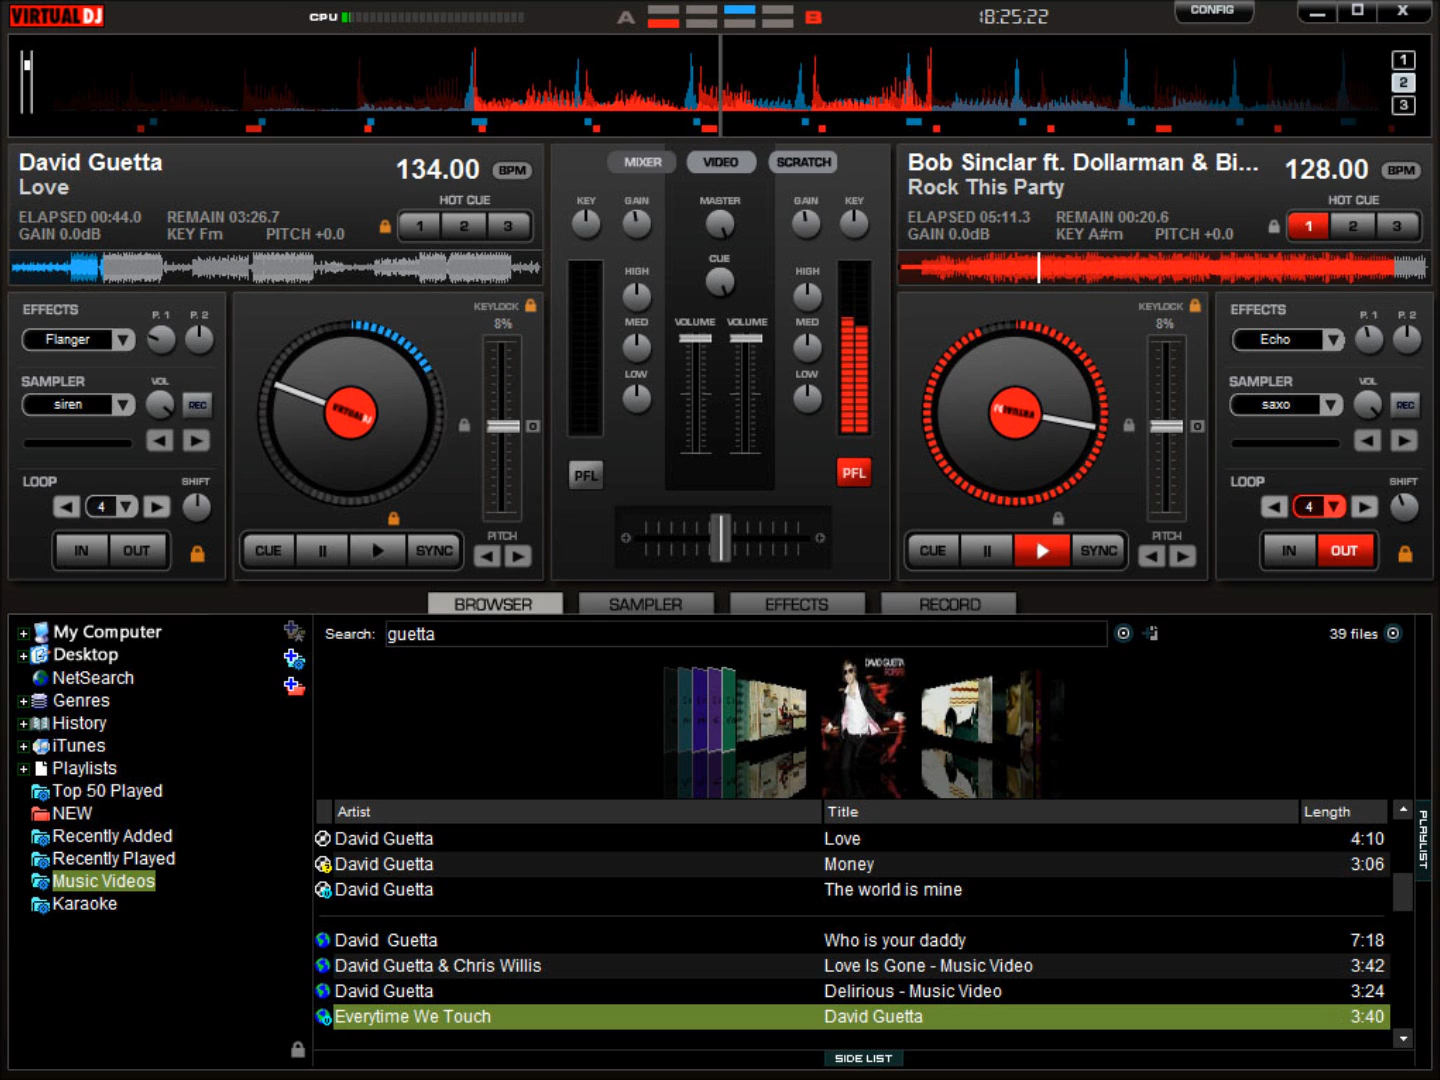 VIRTUAL DJ
CPU
A
B
18:25:22
CONFIG
X
1
2
3
David Guetta
134.00 BPM
Love
HOT CUE
ELAPSED 00:44.0 REMAIN 03:26.7
1 2 3
GAIN 0.0dB KEY Fm PITCH +0.0
MIXER VIDEO SCRATCH
KEY GAIN MASTER GAIN KEY
CUE
HIGH HIGH
MED VOLUME VOLUME MED
LOW LOW
PFL PFL
Bob Sinclar ft. Dollarman & Bi...
128.00 BPM
Rock This Party
HOT CUE
ELAPSED 05:11.3 REMAIN 00:20.6
1 2 3
GAIN 0.0dB KEY A#m PITCH +0.0
EFFECTS P. 1 P. 2
Flanger
SAMPLER VOL
siren REC
LOOP SHIFT
4
IN OUT
KEYLOCK
8%
VIRTUAL DJ
0
PITCH
CUE SYNC
KEYLOCK
8%
VIRTUAL DJ
0
PITCH
CUE SYNC
EFFECTS P. 1 P. 2
Echo
SAMPLER VOL
saxo REC
LOOP SHIFT
4
IN OUT
BROWSER SAMPLER EFFECTS RECORD
My Computer
Desktop
NetSearch
Genres
History
iTunes
Playlists
Top 50 Played
NEW
Recently Added
Recently Played
Music Videos
Karaoke
Search: guetta 39 files
DAVID GUETTA
Artist Title Length
David Guetta Love 4:10
David Guetta Money 3:06
David Guetta The world is mine
David Guetta Who is your daddy 7:18
David Guetta & Chris Willis Love Is Gone - Music Video 3:42
David Guetta Delirious - Music Video 3:24
Everytime We Touch David Guetta 3:40
PLAYLIST
SIDE LIST